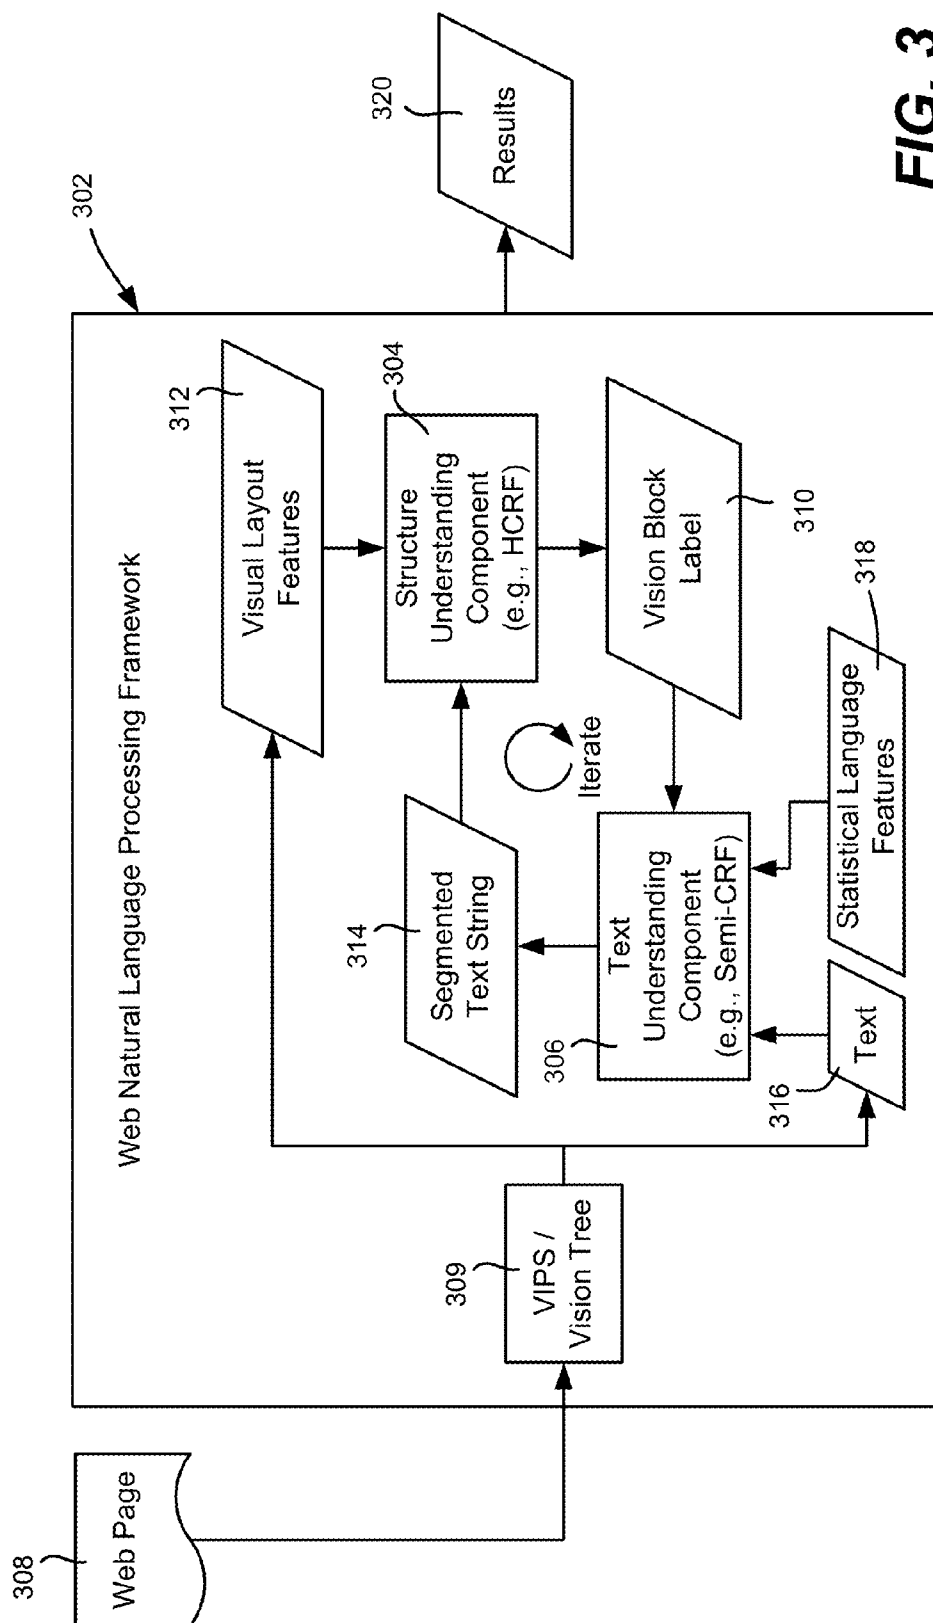 308
Web Page
302
Web Natural Language Processing Framework
309
VIPS /
Vision Tree
312
Visual Layout
Features
314
Segmented
Text String
304
Structure
Understanding
Component
(e.g., HCRF)
Iterate
306
Text
Understanding
Component
(e.g., Semi-CRF)
Vision Block
Label
310
316
Text
Statistical Language
Features
318
320
Results
FIG. 3